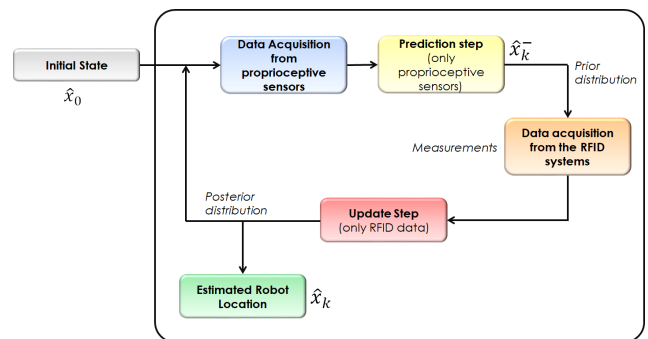 Initial State
x̂₀
Data Acquisition
from
proprioceptive
sensors
Prediction step
(only
proprioceptive
sensors)
x̂ₖ⁻
Prior
distribution
Data acquisition
from the RFID
systems
Measurements
Update Step
(only RFID data)
Posterior
distribution
Estimated Robot
Location
x̂ₖ